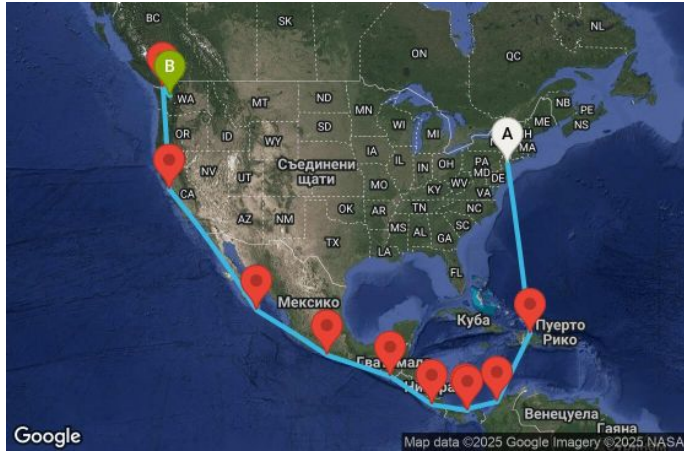 BC
SK
NL
ON
QC
B
WA
MT
ND
MN
NB
PE
NS
ME
A
OR
ID
WY
SD
WI
MI
MA
NV
UT
Съединени
щати
IA
IL
IN
OH
PA
MD
DE
CA
MO
KY
WV
VA
AZ
NM
OK
AR
TN
NC
TX
MS
AL
SC
GA
LA
FL
Мексико
Куба
Пуерто
Рико
Венецуела
Гаяна
Google
Map data ©2025 Google Imagery ©2025 NASA